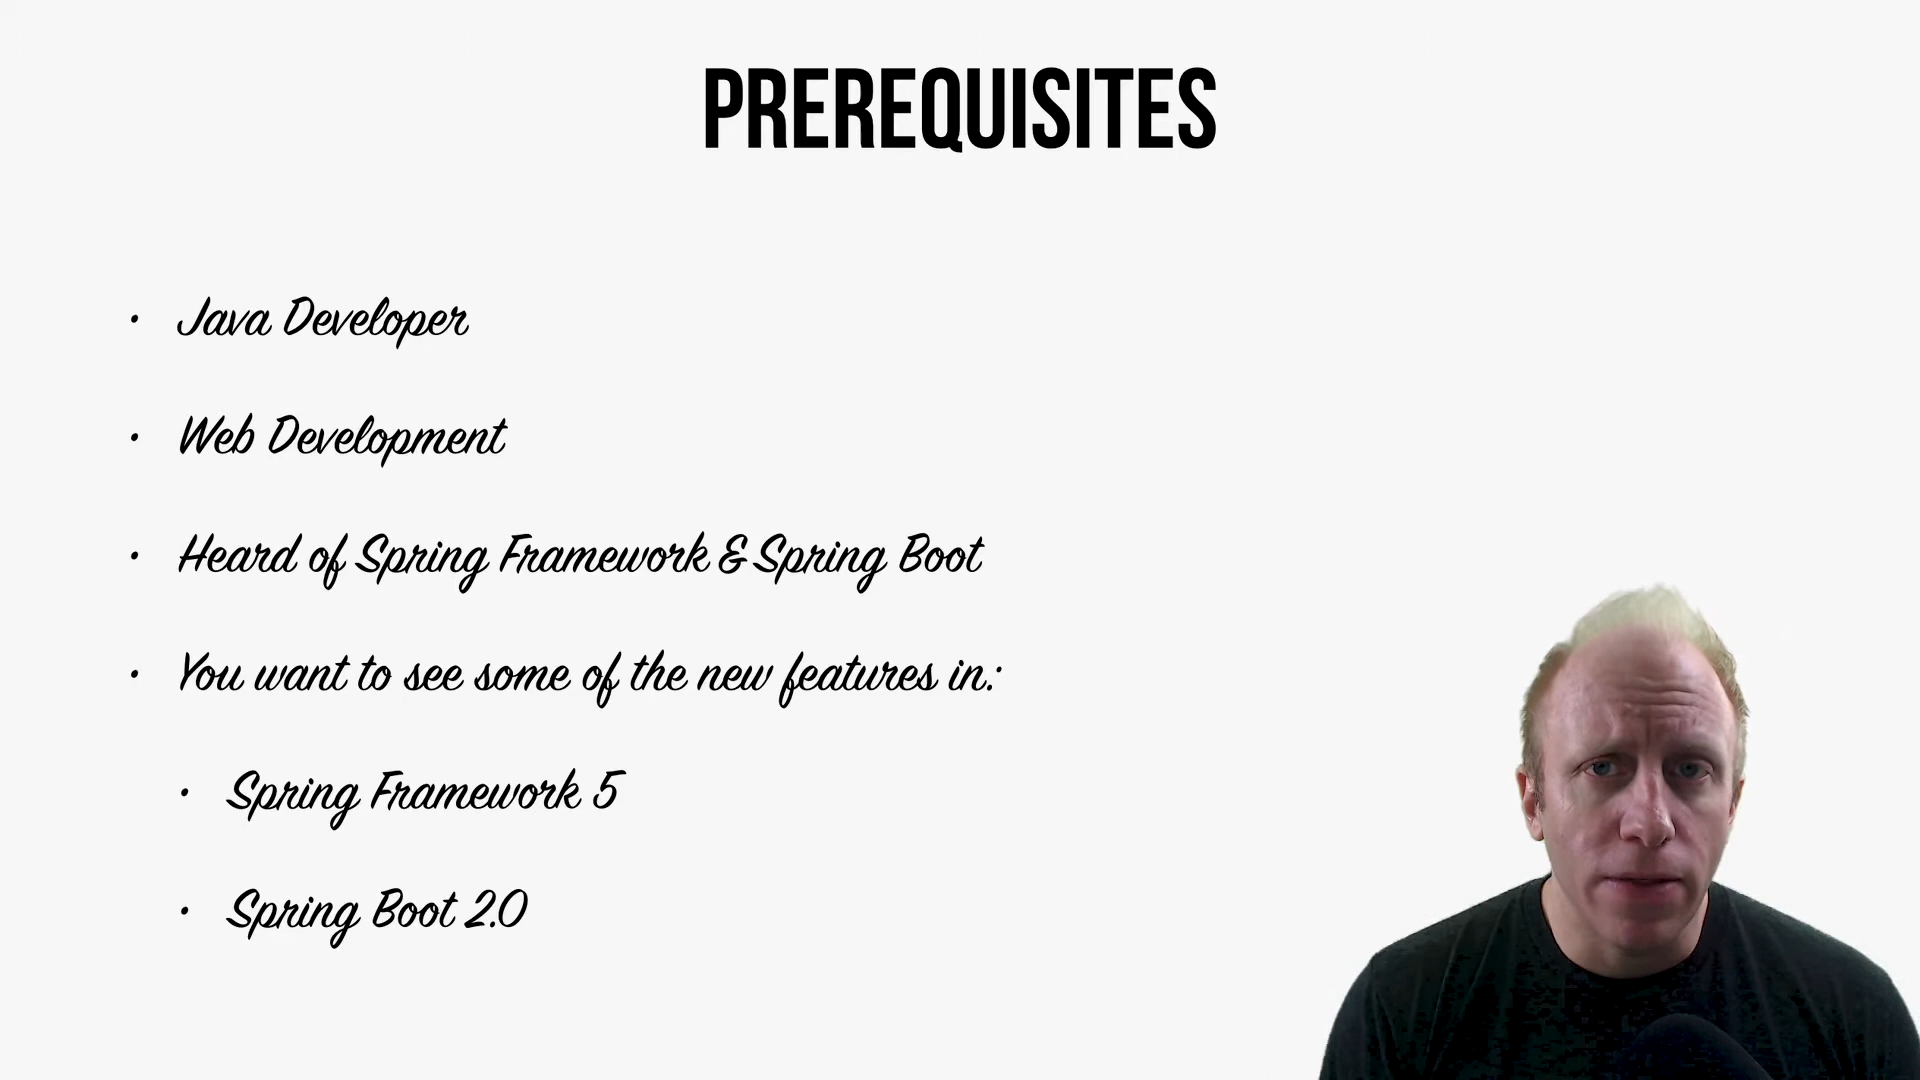 PREREQUISITES
• Java Developer
• Web Development
• Heard of Spring Framework & Spring Boot
• You want to see some of the new features in:
• Spring Framework 5
• Spring Boot 2.0